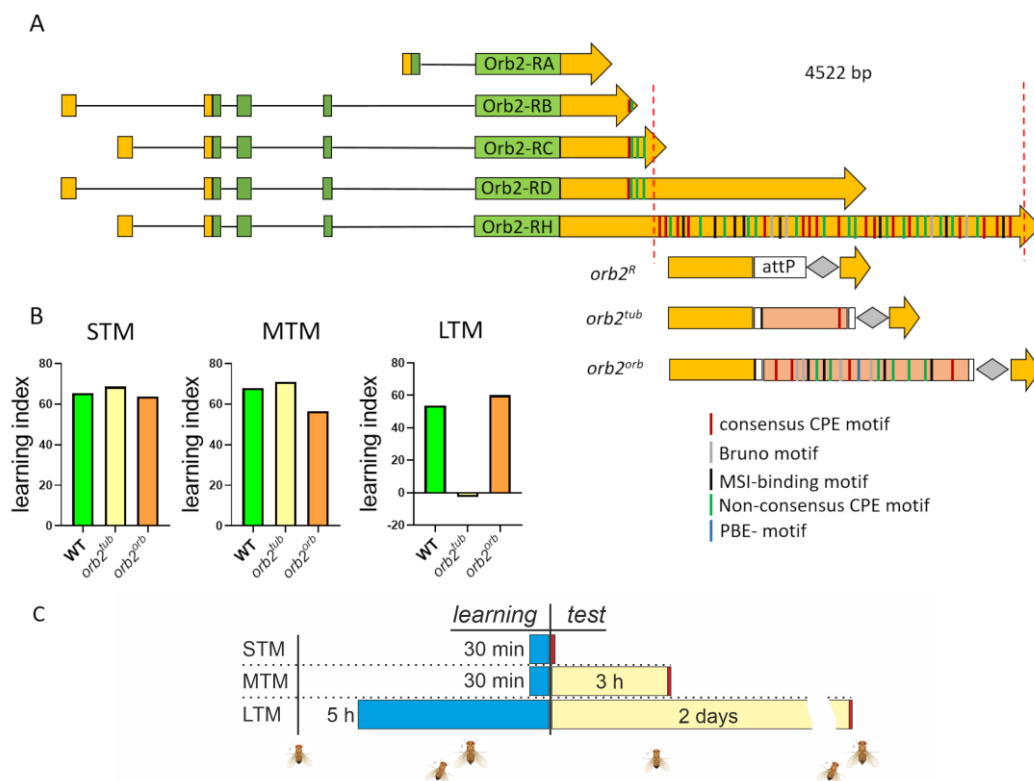 A
Orb2-RA
4522 bp
Orb2-RB
Orb2-RC
Orb2-RD
Orb2-RH
orb2R attP
orb2tub
orb2orb
consensus CPE motif
Bruno motif
MSI-binding motif
Non-consensus CPE motif
PBE- motif
B
STM
learning index
80
60
40
20
0
WT
orb2tub
orb2orb
MTM
learning index
80
60
40
20
0
WT
orb2tub
orb2orb
LTM
learning index
80
60
40
20
0
-20
WT
orb2tub
orb2orb
C
learning test
STM 30 min
MTM 30 min 3 h
LTM 5 h 2 days